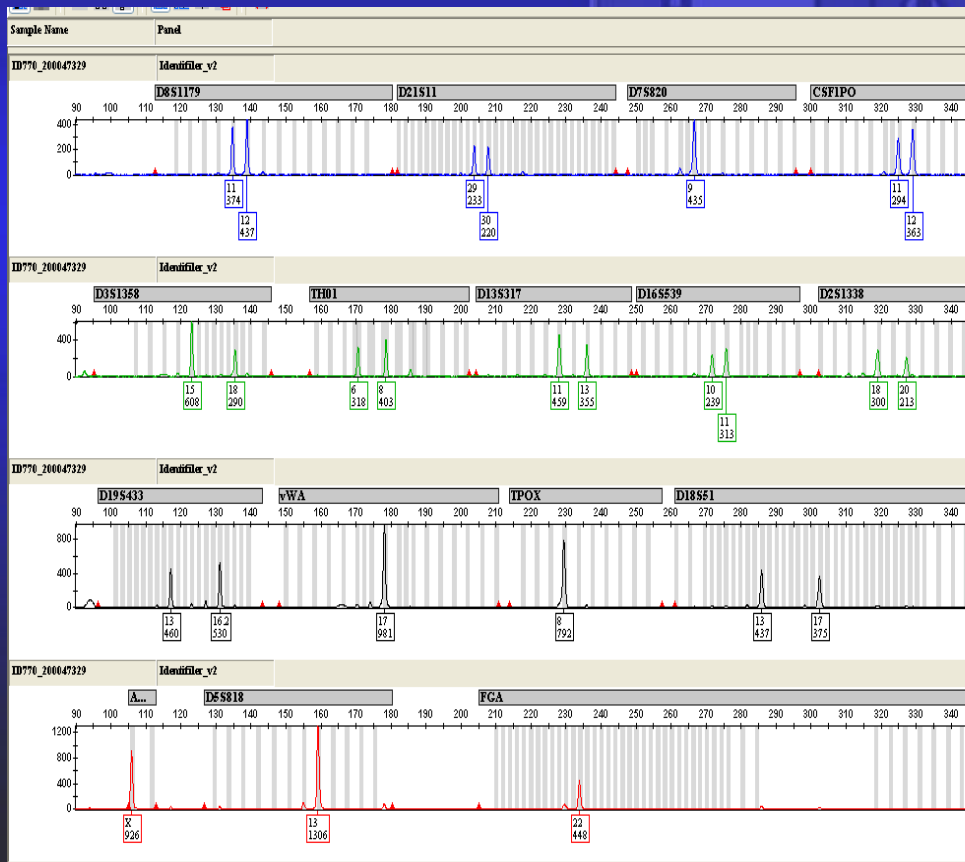 Sample Name Panel
ID770_200047329 Identifiler_v2
D8S1179 D21S11 D7S820 CSF1PO
90 100 110 120 130 140 150 160 170 180 190 200 210 220 230 240 250 260 270 280 290 300 310 320 330 340
400
200
0
11 29 9 11
374 233 435 294
12 30 12
437 220 363
ID770_200047329 Identifiler_v2
D3S1358 TH01 D13S317 D16S539 D2S1338
90 100 110 120 130 140 150 160 170 180 190 200 210 220 230 240 250 260 270 280 290 300 310 320 330 340
400
0
15 18 6 8 11 13 10 18 20
608 290 318 403 459 355 239 300 213
11
313
ID770_200047329 Identifiler_v2
D19S433 vWA TPOX D18S51
90 100 110 120 130 140 150 160 170 180 190 200 210 220 230 240 250 260 270 280 290 300 310 320 330 340
800
400
0
13 16.2 17 8 13 17
460 530 981 792 437 375
ID770_200047329 Identifiler_v2
A... D5S818 FGA
90 100 110 120 130 140 150 160 170 180 190 200 210 220 230 240 250 260 270 280 290 300 310 320 330 340
1200
800
400
0
X 13 22
926 1306 448